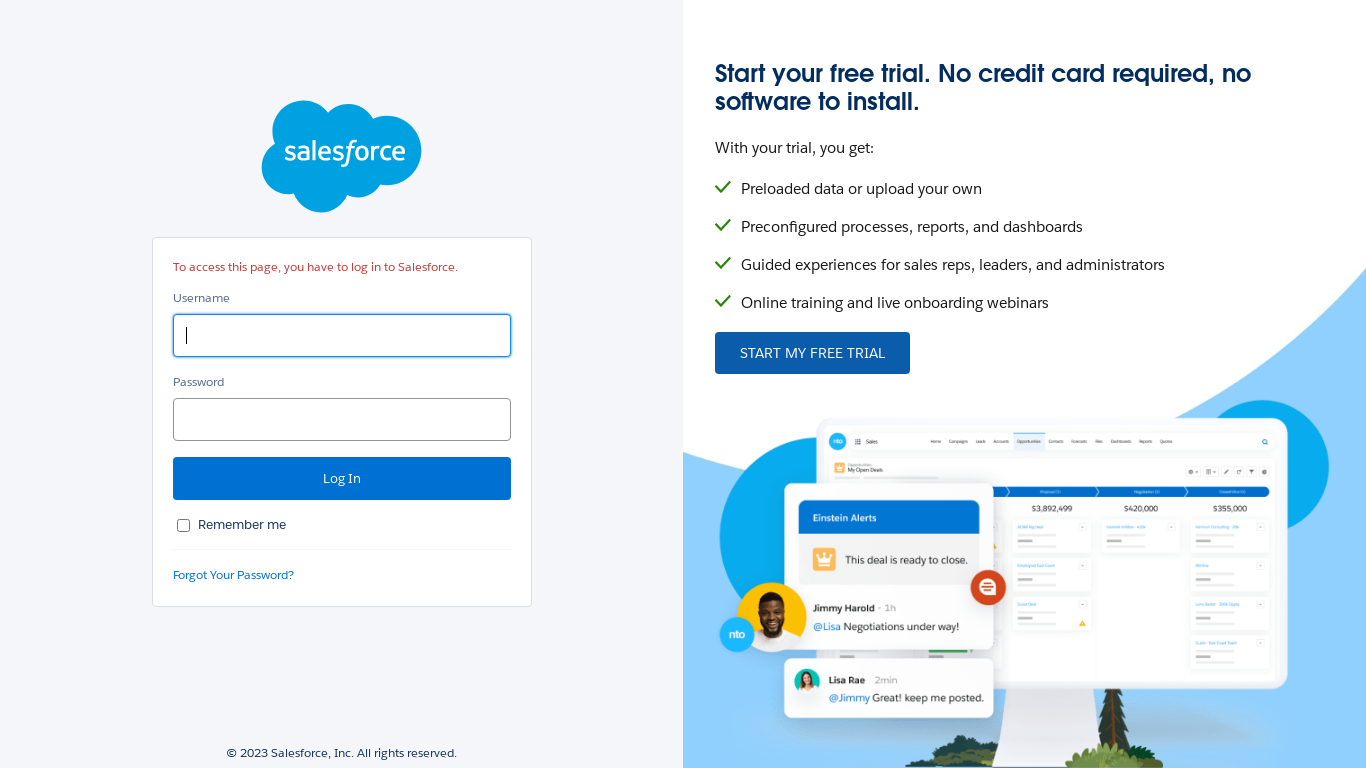 salesforce
To access this page, you have to log in to Salesforce.
Username
Password
Log In
Remember me
Forgot Your Password?
© 2023 Salesforce, Inc. All rights reserved.
Start your free trial. No credit card required, no
software to install.
With your trial, you get:
Preloaded data or upload your own
Preconfigured processes, reports, and dashboards
Guided experiences for sales reps, leaders, and administrators
Online training and live onboarding webinars
START MY FREE TRIAL
nto
Sales
Home Campaigns Leads Accounts Opportunities Contacts Forecasts Files Dashboards Reports Quotes
Opportunities
My Open Deals
$3,892,499 $420,000 $355,000
Einstein Alerts
This deal is ready to close.
Jimmy Harold · 1h
@Lisa Negotiations under way!
nto
Lisa Rae 2min
@Jimmy Great! keep me posted.